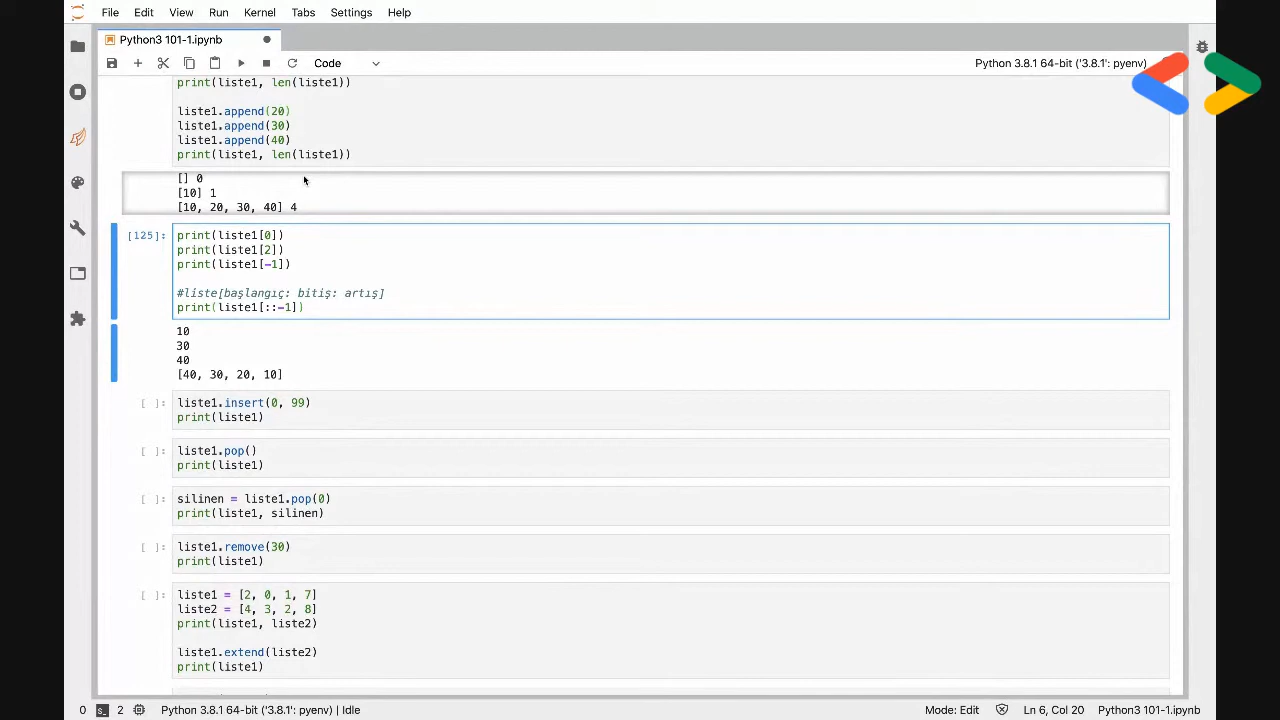 File Edit View Run Kernel Tabs Settings Help
Python3 101-1.ipynb
Code
Python 3.8.1 64-bit ('3.8.1': pyenv)
print(liste1, len(liste1))
liste1.append(20)
liste1.append(30)
liste1.append(40)
print(liste1, len(liste1))
[] 0
[10] 1
[10, 20, 30, 40] 4
[125]:
print(liste1[0])
print(liste1[2])
print(liste1[-1])
#liste[başlangıç: bitiş: artış]
print(liste1[::-1])
10
30
40
[40, 30, 20, 10]
[ ]: liste1.insert(0, 99)
print(liste1)
[ ]: liste1.pop()
print(liste1)
[ ]: silinen = liste1.pop(0)
print(liste1, silinen)
[ ]: liste1.remove(30)
print(liste1)
[ ]: liste1 = [2, 0, 1, 7]
liste2 = [4, 3, 2, 8]
print(liste1, liste2)
liste1.extend(liste2)
print(liste1)
0 2 Python 3.8.1 64-bit ('3.8.1': pyenv) | Idle Mode: Edit Ln 6, Col 20 Python3 101-1.ipynb